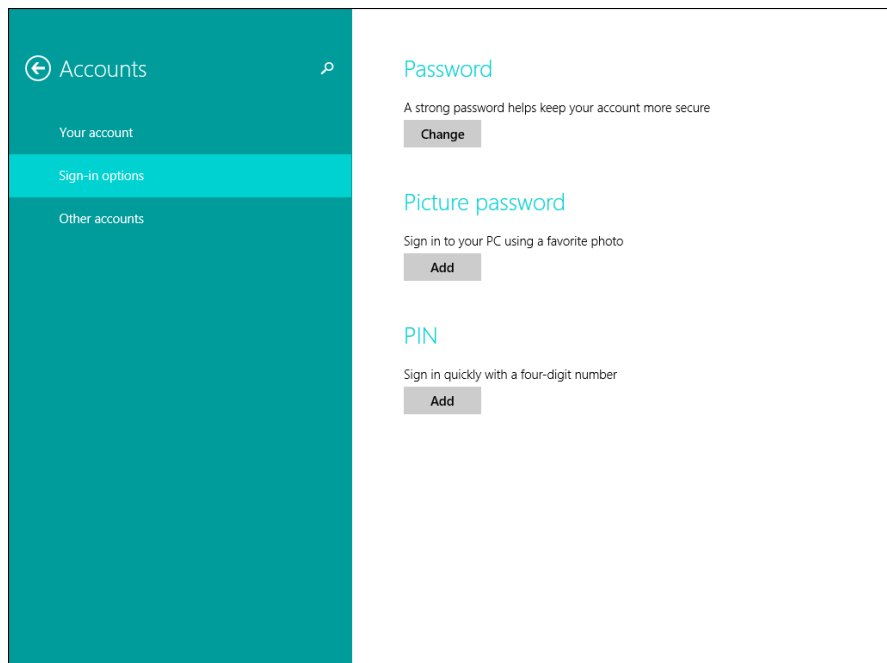 Accounts
Your account
Sign-in options
Other accounts
Password
A strong password helps keep your account more secure
Change
Picture password
Sign in to your PC using a favorite photo
Add
PIN
Sign in quickly with a four-digit number
Add